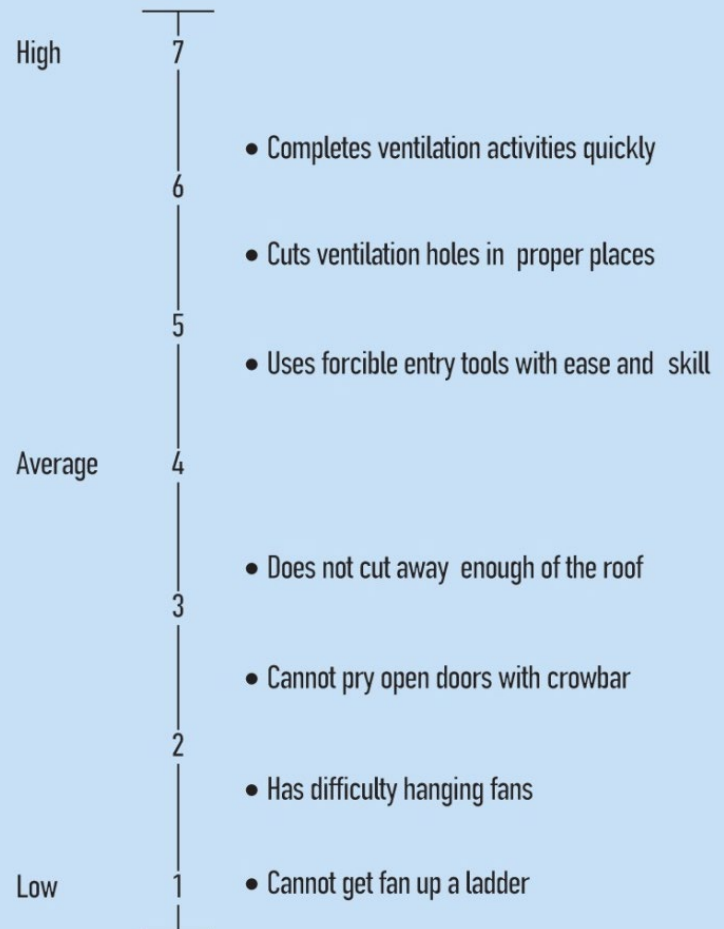 High 7
• Completes ventilation activities quickly
6
• Cuts ventilation holes in proper places
5
• Uses forcible entry tools with ease and skill
Average 4
• Does not cut away enough of the roof
3
• Cannot pry open doors with crowbar
2
• Has difficulty hanging fans
Low 1 • Cannot get fan up a ladder